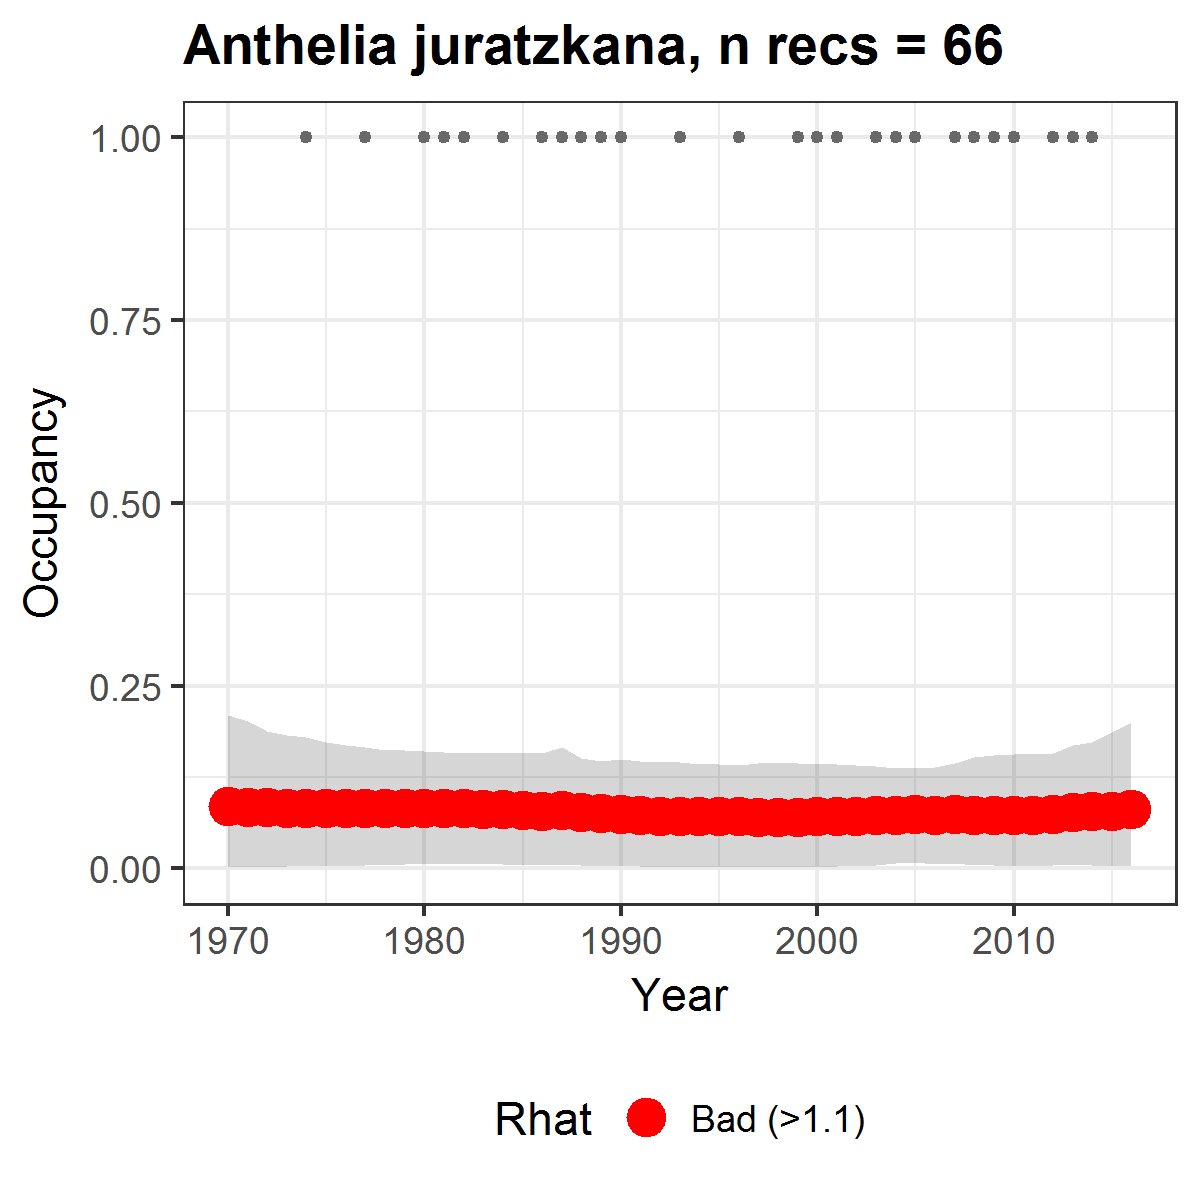 Anthelia juratzkana, n recs = 66
1.00
0.75
0.50
0.25
0.00
Occupancy
1970 1980 1990 2000 2010
Year
Rhat Bad (>1.1)